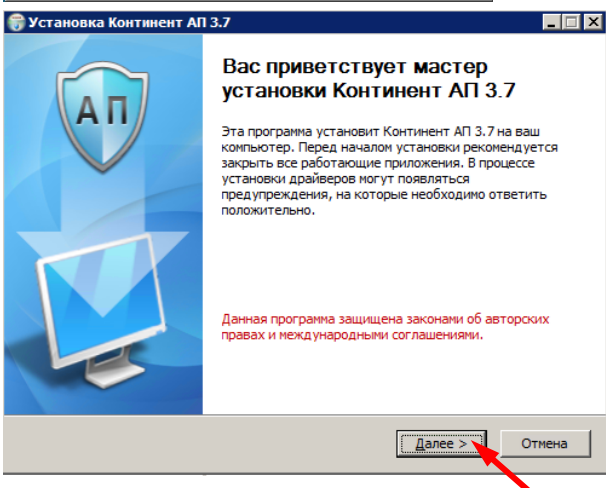 Установка Континент АП 3.7
АП
Вас приветствует мастер
установки Континент АП 3.7
Эта программа установит Континент АП 3.7 на ваш
компьютер. Перед началом установки рекомендуется
закрыть все работающие приложения. В процессе
установки драйверов могут появляться
предупреждения, на которые необходимо ответить
положительно.
Данная программа защищена законами об авторских
правах и международными соглашениями.
Далее >
Отмена